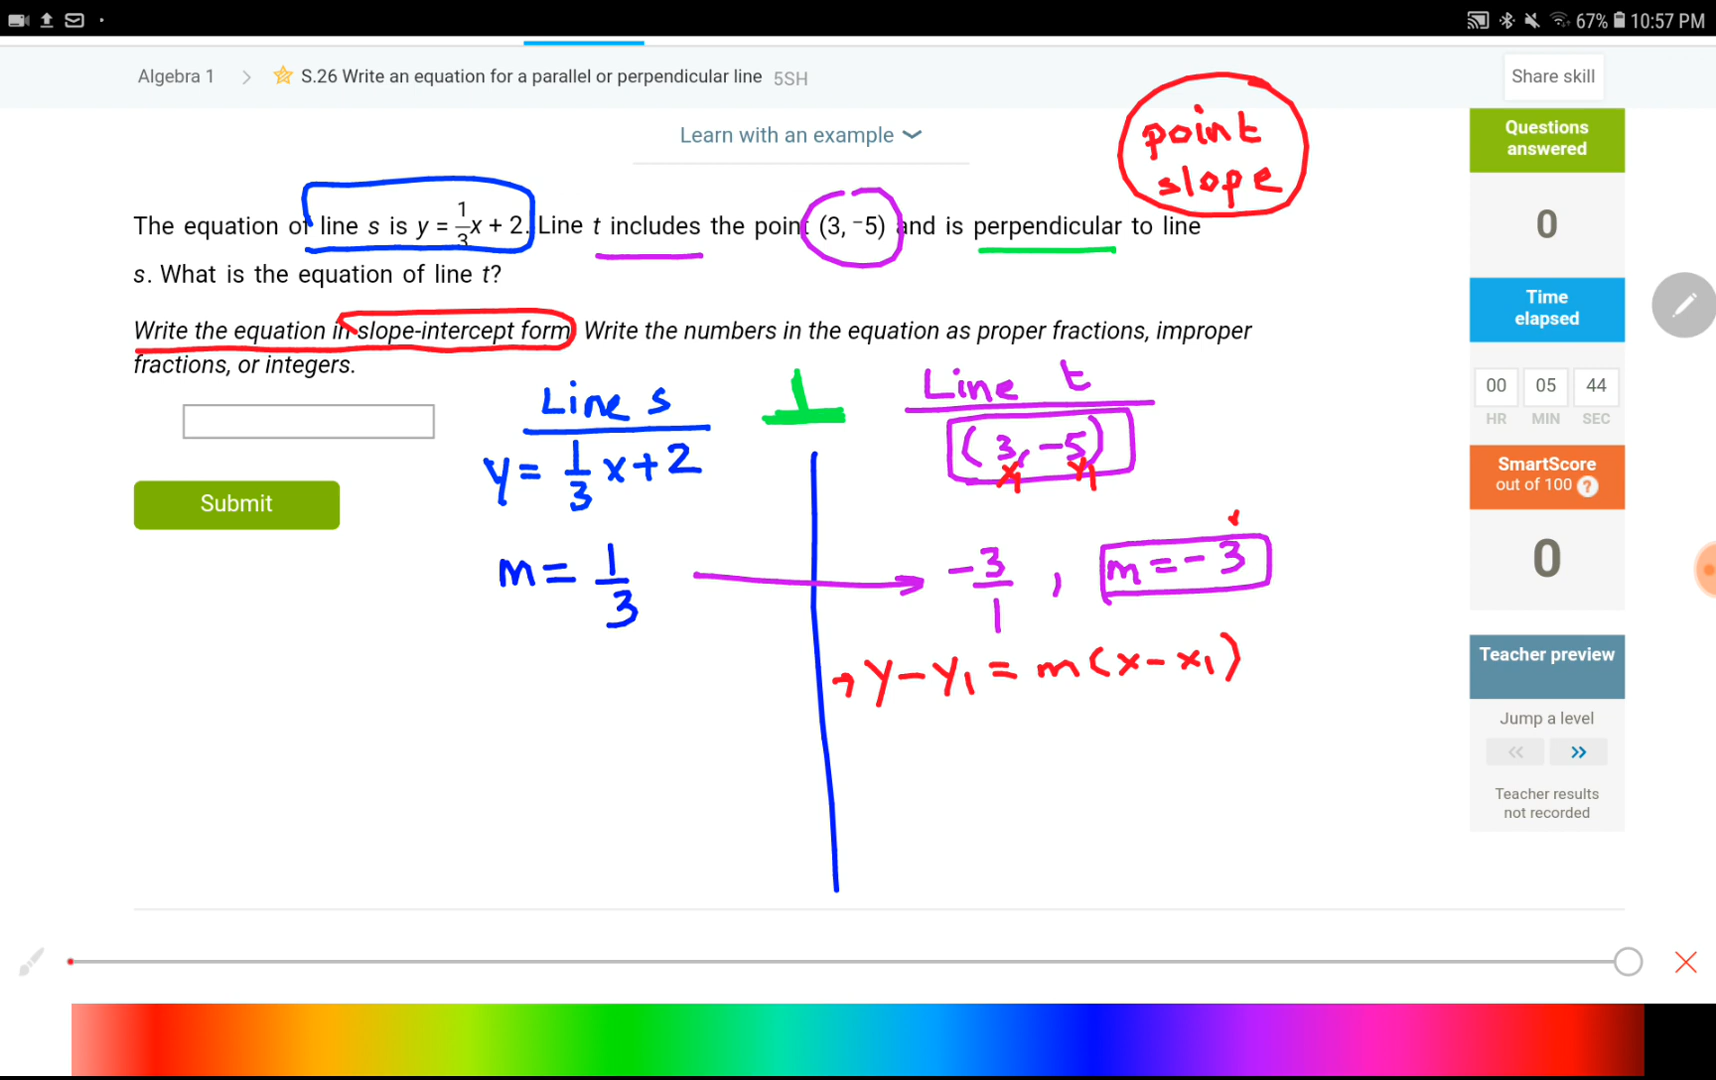 67% 10:57 PM
Algebra 1 > S.26 Write an equation for a parallel or perpendicular line 5SH
Share skill
Learn with an example
point
slope
Questions
answered
0
The equation of line s is y = 1/3 x + 2. Line t includes the point (3, -5) and is perpendicular to line
s. What is the equation of line t?
Write the equation in slope-intercept form. Write the numbers in the equation as proper fractions, improper
fractions, or integers.
Time
elapsed
00 05 44
HR MIN SEC
Submit
Line s
y = 1/3 x + 2
m = 1/3
⊥
Line t
(3, -5)
x1 y1
-3/1 , m = -3
y - y1 = m(x - x1)
SmartScore
out of 100 ?
0
Teacher preview
Jump a level
<< >>
Teacher results
not recorded